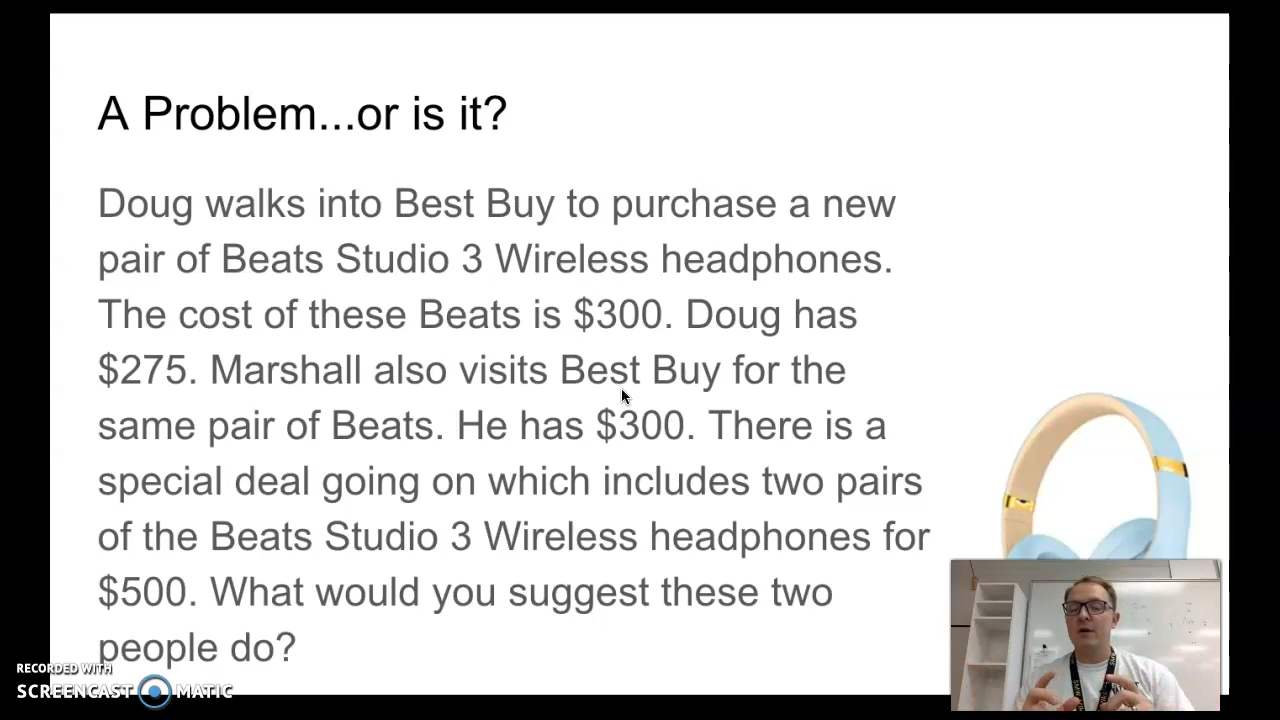 A Problem...or is it?
Doug walks into Best Buy to purchase a new
pair of Beats Studio 3 Wireless headphones.
The cost of these Beats is $300. Doug has
$275. Marshall also visits Best Buy for the
same pair of Beats. He has $300. There is a
special deal going on which includes two pairs
of the Beats Studio 3 Wireless headphones for
$500. What would you suggest these two
people do?
RECORDED WITH
SCREENCAST MATIC